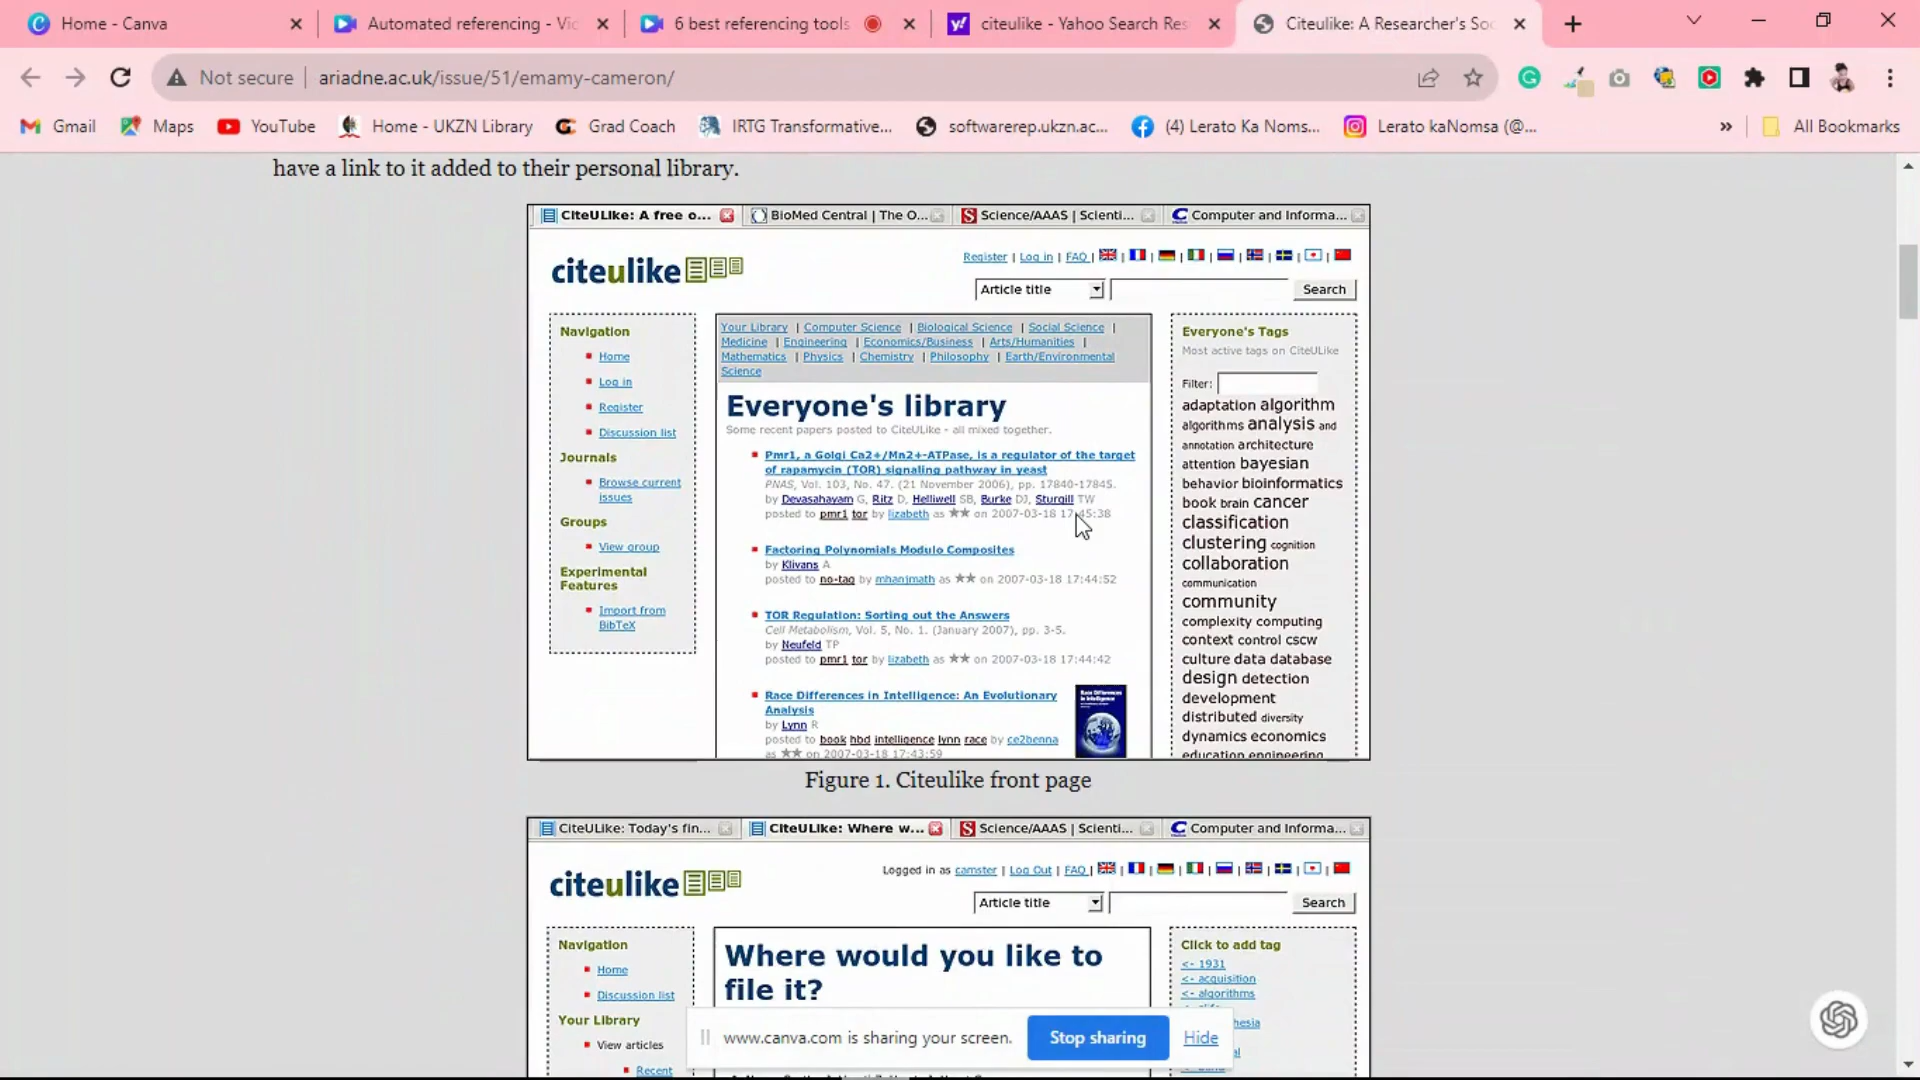 Home - Canva
Automated referencing - Vic
6 best referencing tools
citeulike - Yahoo Search Res
Citeulike: A Researcher's Soc
Not secure
ariadne.ac.uk/issue/51/emamy-cameron/
Gmail
Maps
YouTube
Home - UKZN Library
Grad Coach
IRTG Transformative...
softwarerep.ukzn.ac...
(4) Lerato Ka Noms...
Lerato kaNomsa (@...
»
All Bookmarks
have a link to it added to their personal library.
CiteULike: A free o...
BioMed Central | The O...
Science/AAAS | Scienti...
Computer and Informa...
citeulike
Register | Log in | FAQ |
Article title
Search
Navigation
Home
Log in
Register
Discussion list
Journals
Browse current
issues
Groups
View group
Experimental
Features
Import from
BibTeX
Your Library | Computer Science | Biological Science | Social Science |
Medicine | Engineering | Economics/Business | Arts/Humanities |
Mathematics | Physics | Chemistry | Philosophy | Earth/Environmental
Science
Everyone's library
Some recent papers posted to CiteULike - all mixed together.
Pmr1, a Golgi Ca2+/Mn2+-ATPase, is a regulator of the target
of rapamycin (TOR) signaling pathway in yeast
PNAS, Vol. 103, No. 47. (21 November 2006), pp. 17840-17845.
by Devasahayam G, Ritz D, Helliwell SB, Burke DJ, Sturgill TW
posted to pmr1 tor by lizabeth as ★★ on 2007-03-18 17:45:38
Factoring Polynomials Modulo Composites
by Klivans A
posted to no-tag by mhanjmath as ★★ on 2007-03-18 17:44:52
TOR Regulation: Sorting out the Answers
Cell Metabolism, Vol. 5, No. 1. (January 2007), pp. 3-5.
by Neufeld TP
posted to pmr1 tor by lizabeth as ★★ on 2007-03-18 17:44:42
Race Differences in Intelligence: An Evolutionary
Analysis
by Lynn R
posted to book hbd intelligence lynn race by ce2benna
as ★★ on 2007-03-18 17:43:59
Race Differences in
Intelligence
Everyone's Tags
Most active tags on CiteULike
Filter:
adaptation algorithm
algorithms analysis and
annotation architecture
attention bayesian
behavior bioinformatics
book brain cancer
classification
clustering cognition
collaboration
communication
community
complexity computing
context control cscw
culture data database
design detection
development
distributed diversity
dynamics economics
education engineering
Figure 1. Citeulike front page
CiteULike: Today's fin...
CiteULike: Where w...
Science/AAAS | Scienti...
Computer and Informa...
citeulike
Logged in as camster | Log Out | FAQ |
Article title
Search
Navigation
Home
Discussion list
Your Library
View articles
Recent
Where would you like to
file it?
Click to add tag
<- 1931
<- acquisition
<- algorithms
www.canva.com is sharing your screen.
Stop sharing
Hide